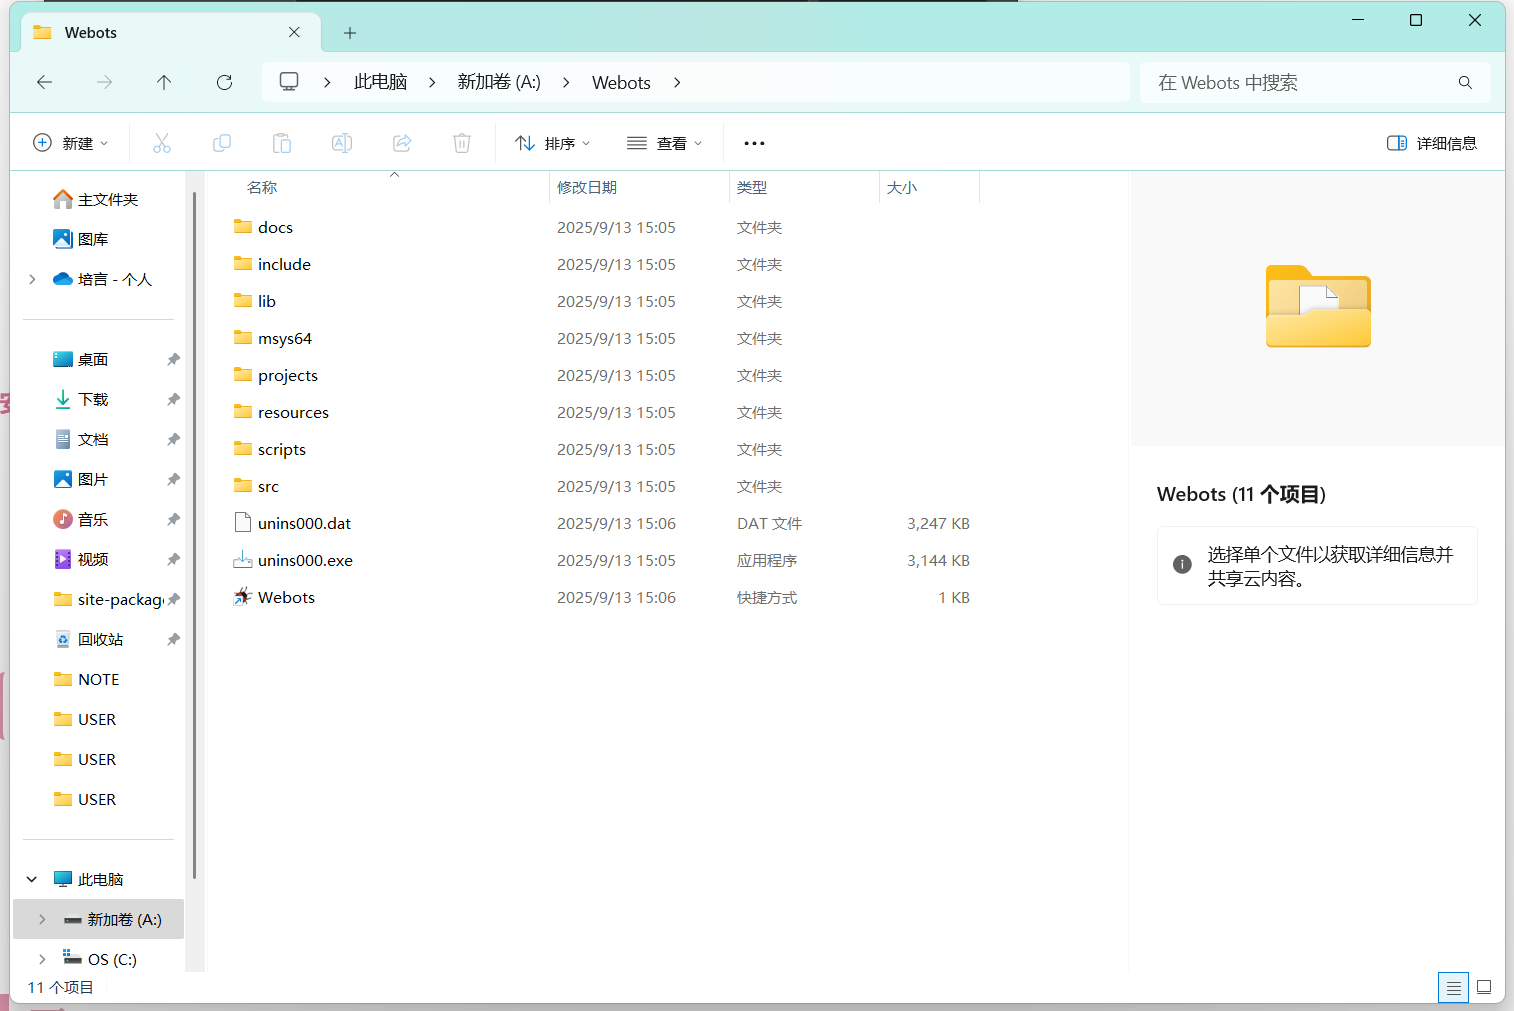 Webots
此电脑
新加卷 (A:)
Webots
在 Webots 中搜索
新建
排序
查看
详细信息
主文件夹
图库
培言 - 个人
桌面
下载
文档
图片
音乐
视频
site-packag
回收站
NOTE
USER
USER
USER
此电脑
新加卷 (A:)
OS (C:)
名称 修改日期 类型 大小
docs 2025/9/13 15:05 文件夹
include 2025/9/13 15:05 文件夹
lib 2025/9/13 15:05 文件夹
msys64 2025/9/13 15:05 文件夹
projects 2025/9/13 15:05 文件夹
resources 2025/9/13 15:05 文件夹
scripts 2025/9/13 15:05 文件夹
src 2025/9/13 15:05 文件夹
unins000.dat 2025/9/13 15:06 DAT 文件 3,247 KB
unins000.exe 2025/9/13 15:05 应用程序 3,144 KB
Webots 2025/9/13 15:06 快捷方式 1 KB
Webots (11 个项目)
选择单个文件以获取详细信息并
共享云内容。
11 个项目